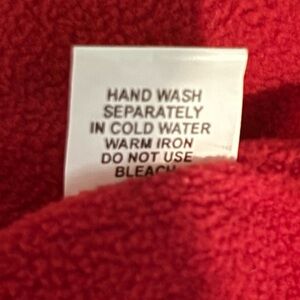 HAND WASH
SEPARATELY
IN COLD WATER
WARM IRON
DO NOT USE
BLEACH